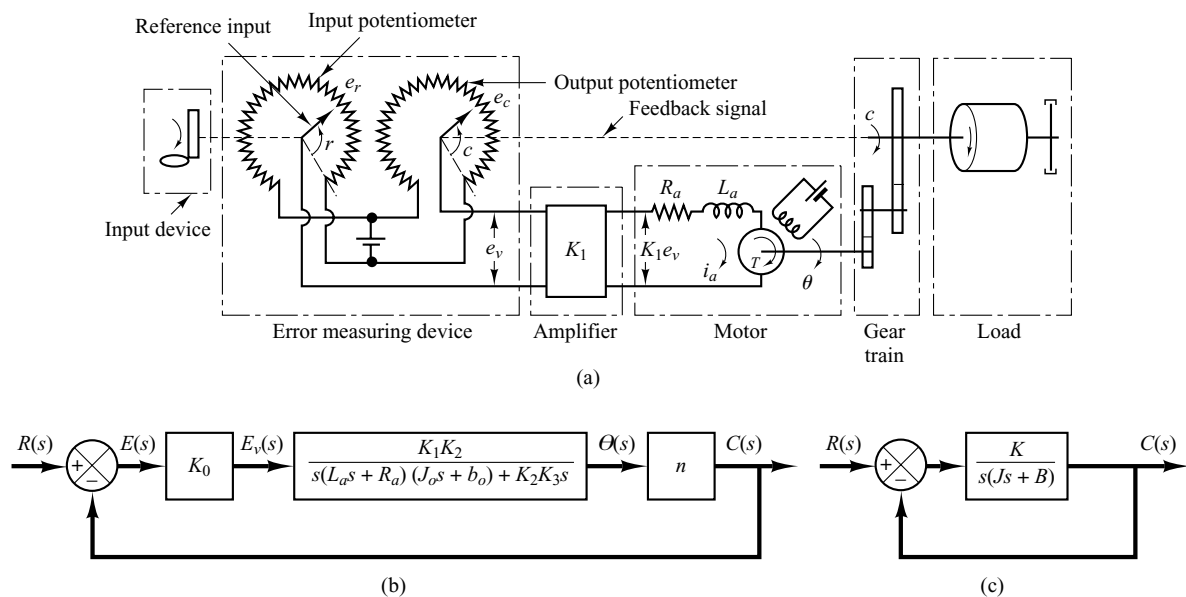 Reference input
Input potentiometer
e_r
e_c
Output potentiometer
Feedback signal
r
c
c
Input device
R_a
L_a
e_v
K_1
K_1e_v
i_a
T
θ
Error measuring device
Amplifier
Motor
Gear
train
Load
(a)
R(s)
+
−
E(s)
K_0
E_v(s)
K_1K_2
s(L_as + R_a) (J_os + b_o) + K_2K_3s
Θ(s)
n
C(s)
(b)
R(s)
+
−
K
s(Js + B)
C(s)
(c)